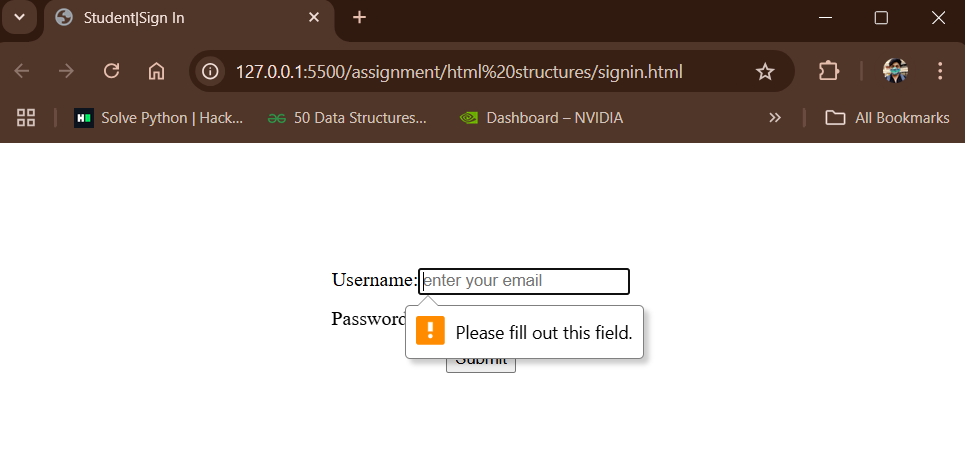 Student|Sign In
127.0.0.1:5500/assignment/html%20structures/signin.html
Solve Python | Hack... 50 Data Structures... Dashboard – NVIDIA All Bookmarks
Username: enter your email
Password
Please fill out this field.
Submit